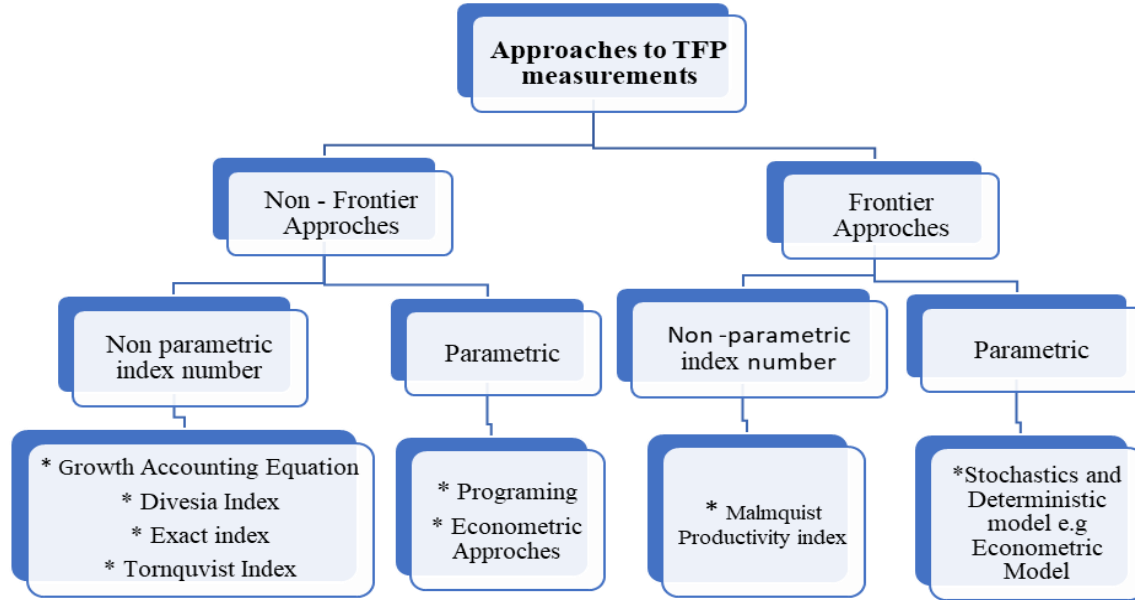 Approaches to TFP
measurements
Non - Frontier
Approches
Frontier
Approaches
Non parametric
index number
Parametric
Non -parametric
index number
Parametric
* Growth Accounting Equation
* Divesia Index
* Exact index
* Tornquvist Index
* Programing
* Econometric
Approaches
* Malmquist
Productivity index
*Stochastics and
Deterministic
model e.g
Econometric
Model